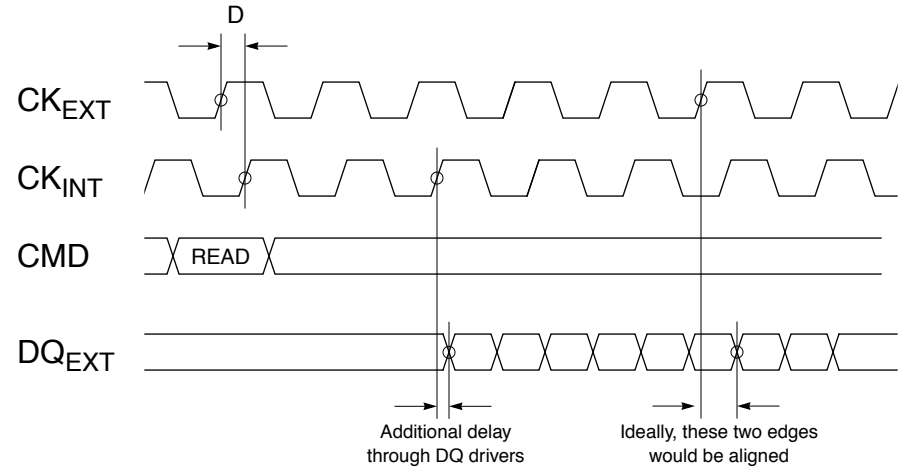 D
CK_EXT
CK_INT
CMD READ
DQ_EXT
Additional delay
through DQ drivers
Ideally, these two edges
would be aligned